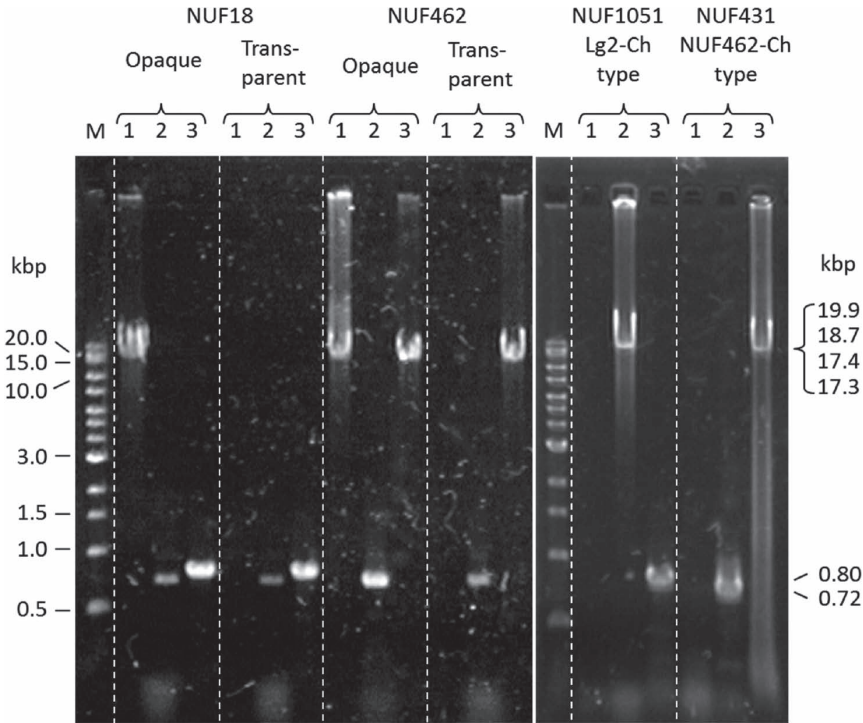 NUF18 NUF462 NUF1051 NUF431
Lg2-Ch NUF462-Ch
Opaque Trans- Opaque Trans- type type
parent parent
M 1 2 3 1 2 3 1 2 3 1 2 3 M 1 2 3 1 2 3
kbp kbp
20.0 19.9
15.0 18.7
10.0 17.4
17.3
3.0
1.5
1.0
0.80
0.72
0.5